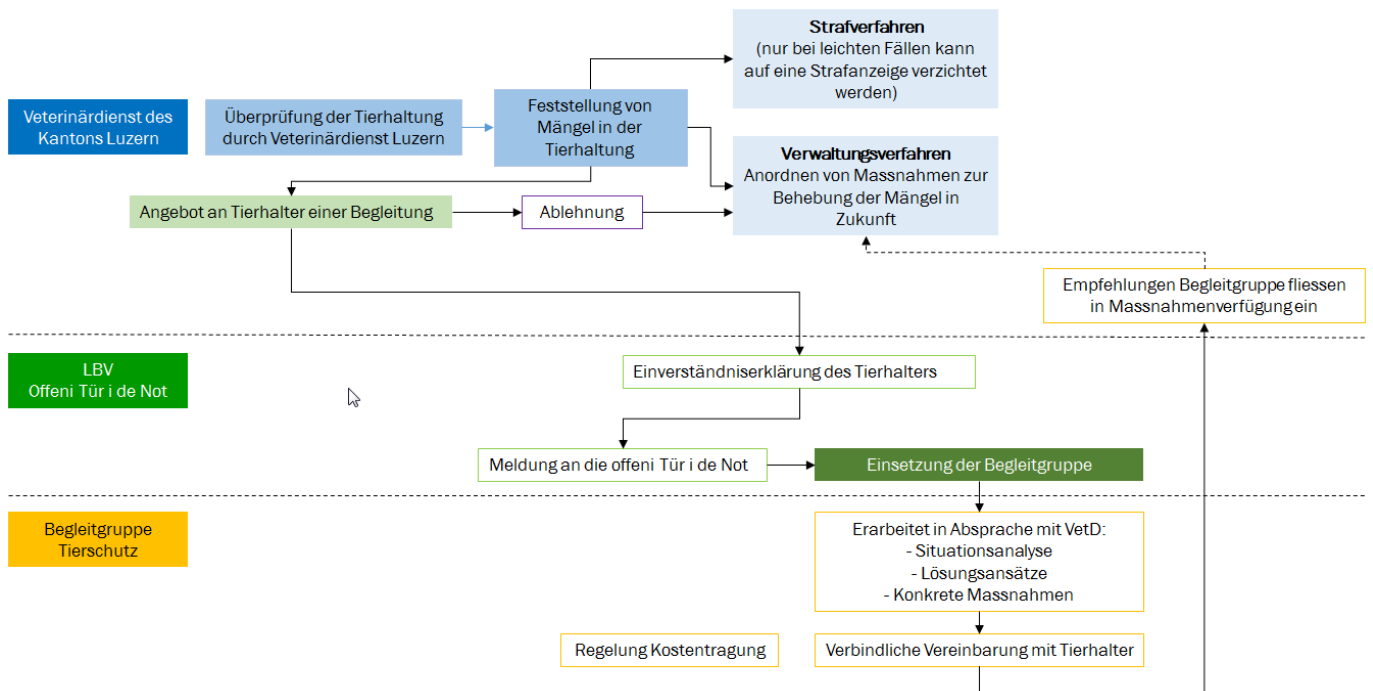 Strafverfahren
(nur bei leichten Fällen kann
auf eine Strafanzeige verzichtet
werden)
Veterinärdienst des
Kantons Luzern
Überprüfung der Tierhaltung
durch Veterinärdienst Luzern
Feststellung von
Mängel in der
Tierhaltung
Verwaltungsverfahren
Anordnen von Massnahmen zur
Behebung der Mängel in
Zukunft
Angebot an Tierhalter einer Begleitung
Ablehnung
Empfehlungen Begleitgruppe fliessen
in Massnahmenverfügung ein
LBV
Offeni Tür i de Not
Einverständniserklärung des Tierhalters
Meldung an die offeni Tür i de Not
Einsetzung der Begleitgruppe
Begleitgruppe
Tierschutz
Erarbeitet in Absprache mit VetD:
- Situationsanalyse
- Lösungsansätze
- Konkrete Massnahmen
Regelung Kostentragung
Verbindliche Vereinbarung mit Tierhalter